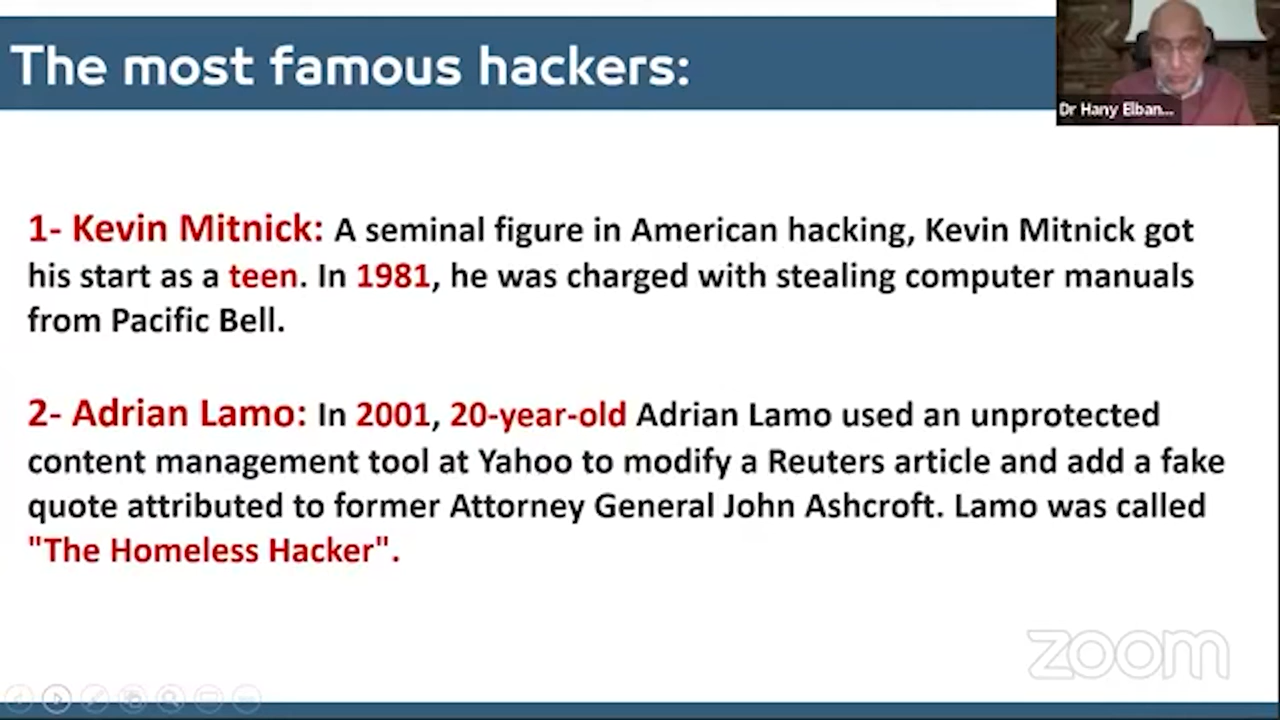 The most famous hackers:
Dr Hany Elban...
1- Kevin Mitnick: A seminal figure in American hacking, Kevin Mitnick got
his start as a teen. In 1981, he was charged with stealing computer manuals
from Pacific Bell.
2- Adrian Lamo: In 2001, 20-year-old Adrian Lamo used an unprotected
content management tool at Yahoo to modify a Reuters article and add a fake
quote attributed to former Attorney General John Ashcroft. Lamo was called
"The Homeless Hacker".
zoom